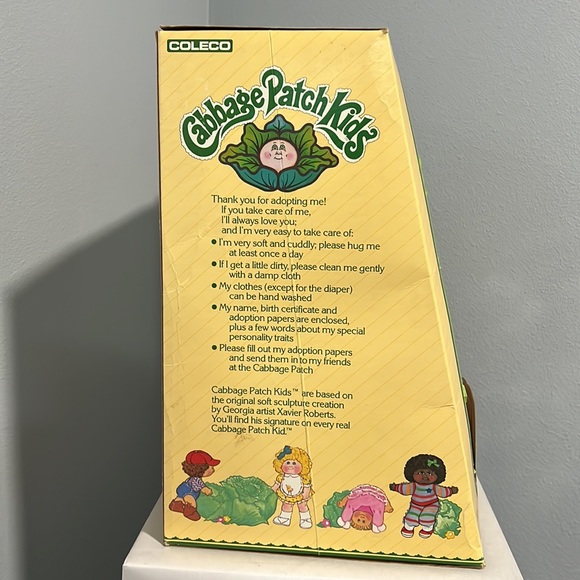 COLECO
Cabbage Patch Kids
Thank you for adopting me!
If you take care of me,
I'll always love you;
and I'm very easy to take care of:
• I'm very soft and cuddly; please hug me
at least once a day
• If I get a little dirty, please clean me gently
with a damp cloth
• My clothes (except for the diaper)
can be hand washed
• My name, birth certificate and
adoption papers are enclosed,
plus a few words about my special
personality traits
• Please fill out my adoption papers
and send them in to my friends
at the Cabbage Patch
Cabbage Patch Kids™ are based on
the original soft sculpture creation
by Georgia artist Xavier Roberts.
You'll find his signature on every real
Cabbage Patch Kid.™